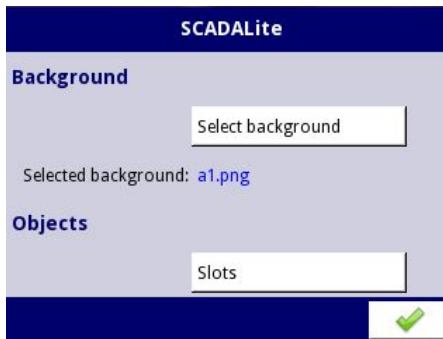 SCADALite
Background
Select background
Selected background: a1.png
Objects
Slots